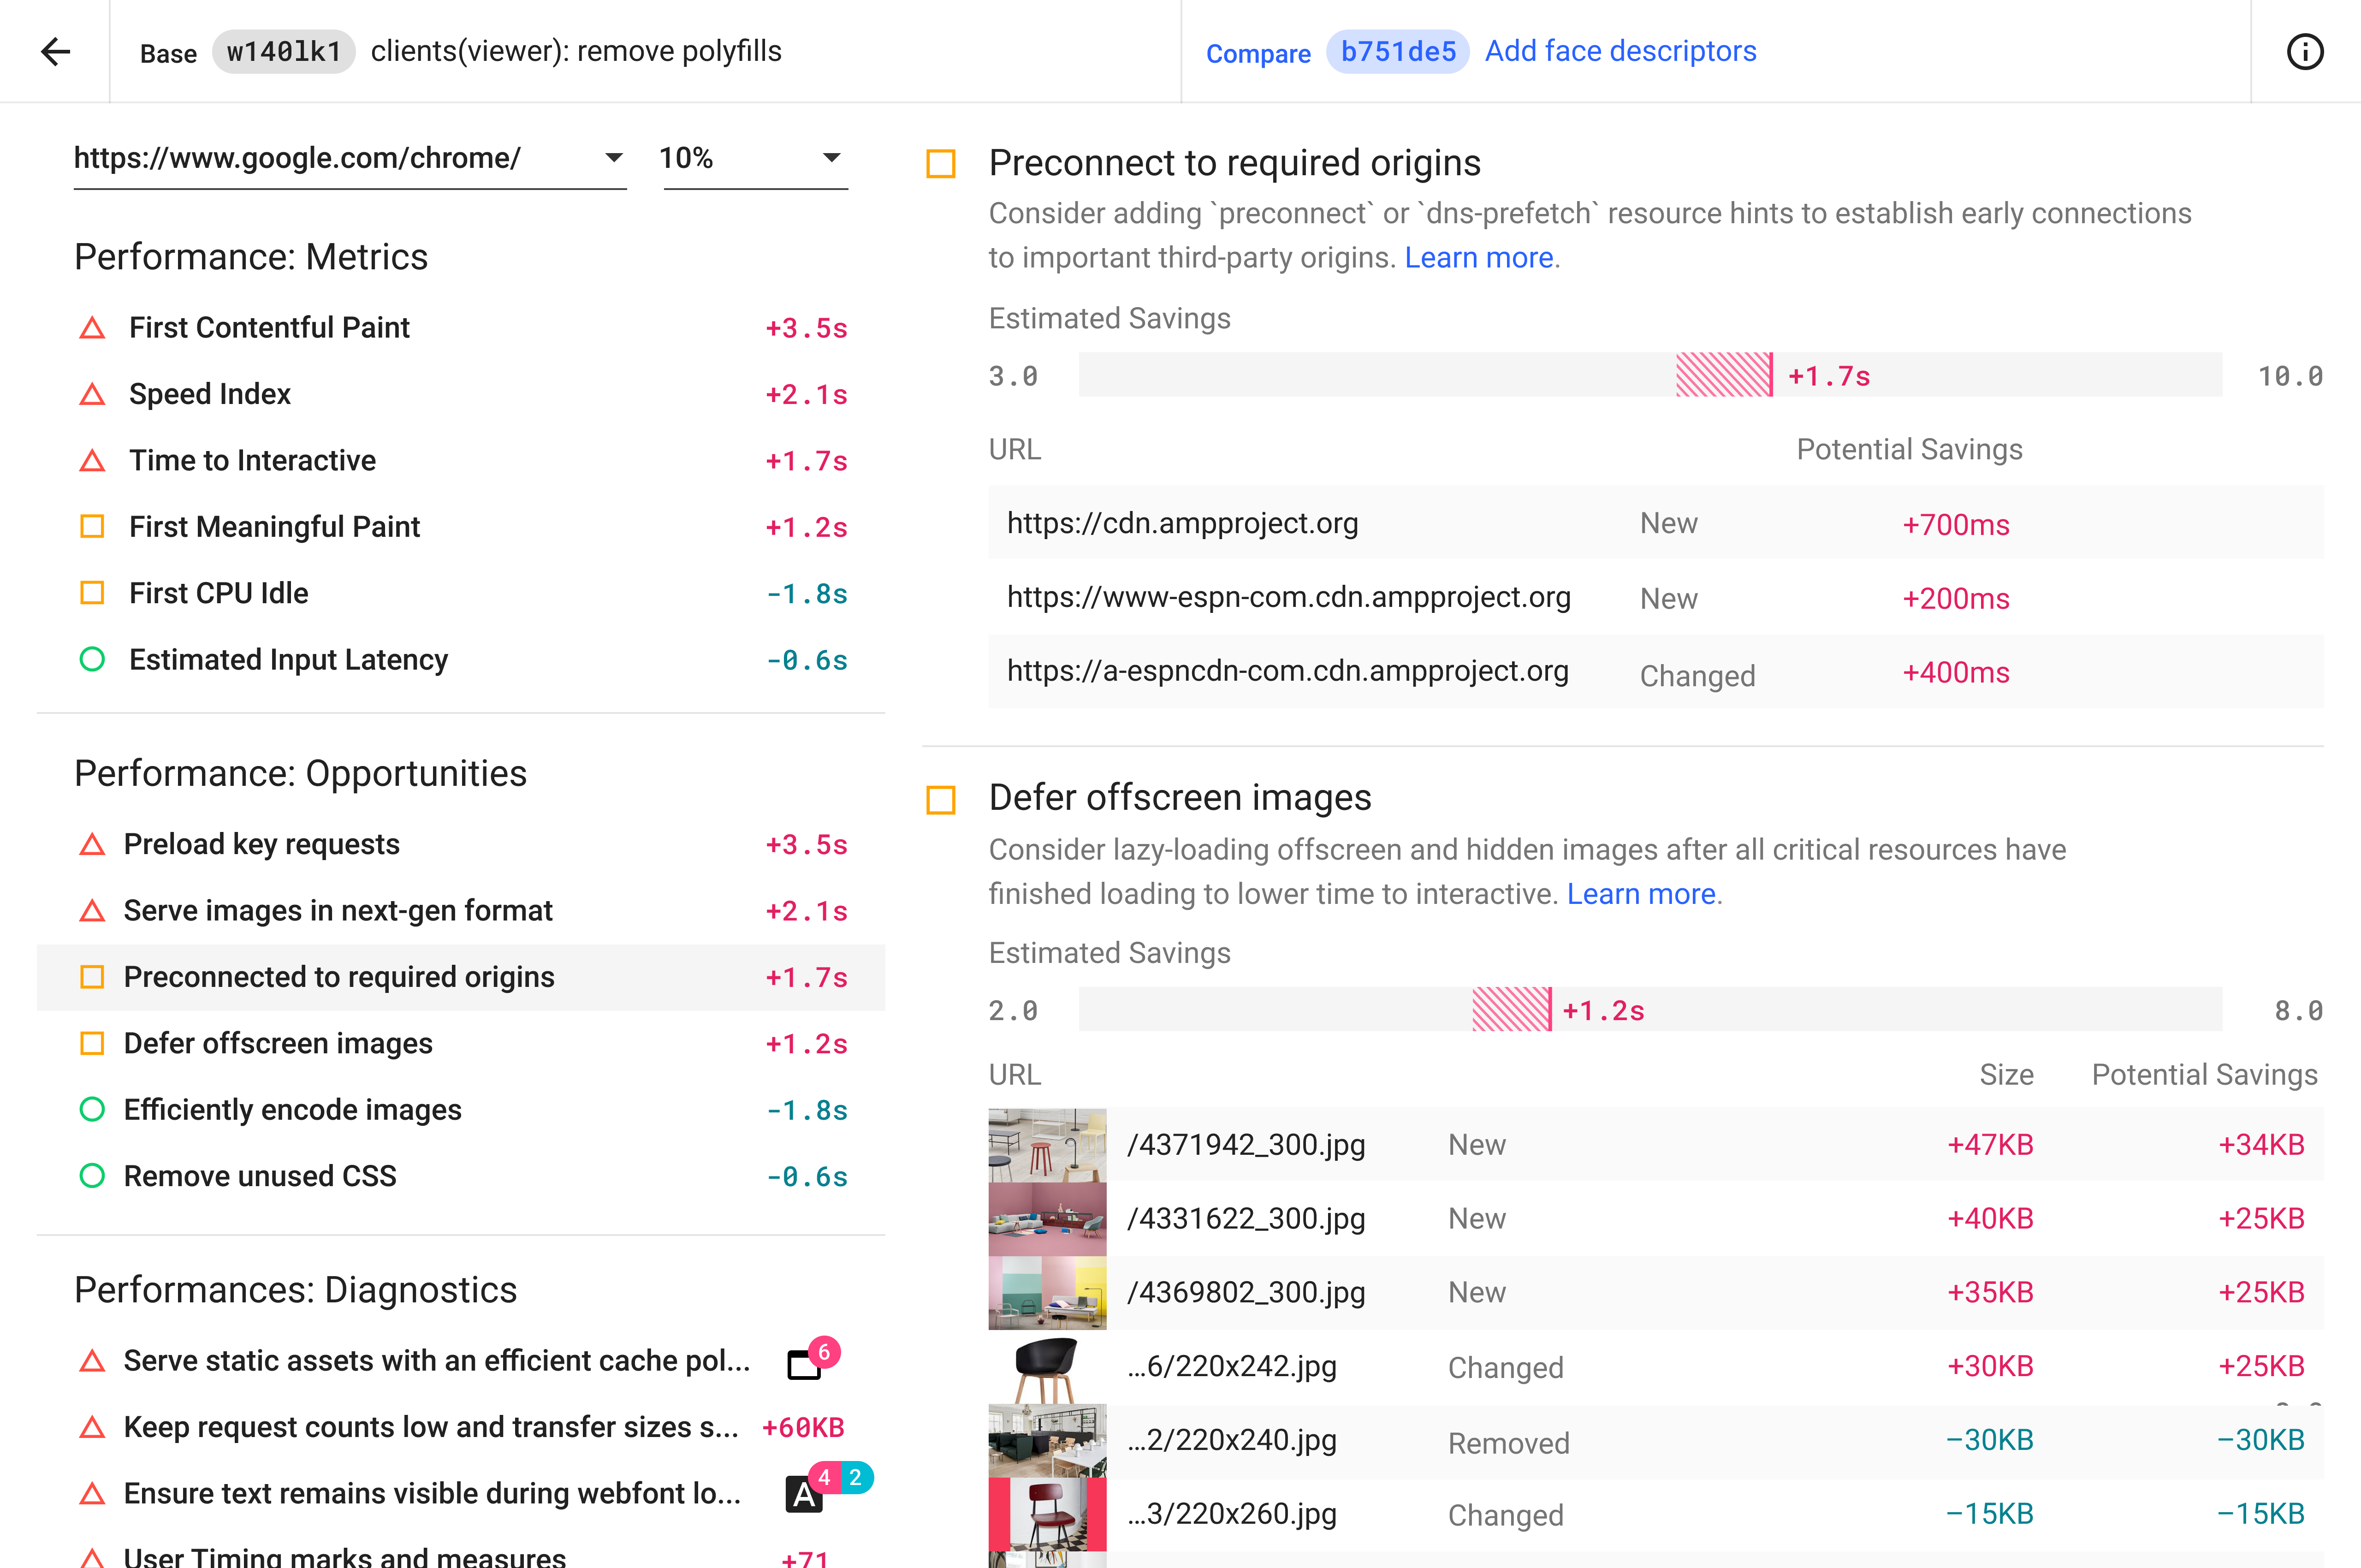 Base w140lk1 clients(viewer): remove polyfills
Compare b751de5 Add face descriptors
https://www.google.com/chrome/ 10%
Performance: Metrics
First Contentful Paint +3.5s
Speed Index +2.1s
Time to Interactive +1.7s
First Meaningful Paint +1.2s
First CPU Idle -1.8s
Estimated Input Latency -0.6s
Performance: Opportunities
Preload key requests +3.5s
Serve images in next-gen format +2.1s
Preconnected to required origins +1.7s
Defer offscreen images +1.2s
Efficiently encode images -1.8s
Remove unused CSS -0.6s
Performances: Diagnostics
Serve static assets with an efficient cache pol... 6
Keep request counts low and transfer sizes s... +60KB
Ensure text remains visible during webfont lo... A 4 2
User Timing marks and measures +71
Preconnect to required origins
Consider adding `preconnect` or `dns-prefetch` resource hints to establish early connections
to important third-party origins. Learn more.
Estimated Savings
3.0 +1.7s 10.0
URL Potential Savings
https://cdn.ampproject.org New +700ms
https://www-espn-com.cdn.ampproject.org New +200ms
https://a-espncdn-com.cdn.ampproject.org Changed +400ms
Defer offscreen images
Consider lazy-loading offscreen and hidden images after all critical resources have
finished loading to lower time to interactive. Learn more.
Estimated Savings
2.0 +1.2s 8.0
URL Size Potential Savings
/4371942_300.jpg New +47KB +34KB
/4331622_300.jpg New +40KB +25KB
/4369802_300.jpg New +35KB +25KB
...6/220x242.jpg Changed +30KB +25KB
...2/220x240.jpg Removed −30KB −30KB
...3/220x260.jpg Changed −15KB −15KB